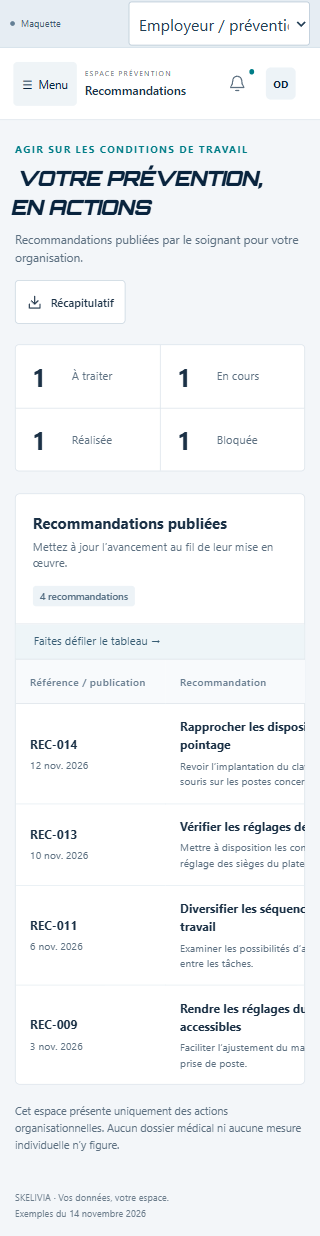 Maquette
Employeur / préventi
☰ Menu
ESPACE PRÉVENTION
Recommandations
OD
AGIR SUR LES CONDITIONS DE TRAVAIL
VOTRE PRÉVENTION,
EN ACTIONS
Recommandations publiées par le soignant pour votre
organisation.
Récapitulatif
1 À traiter
1 En cours
1 Réalisée
1 Bloquée
Recommandations publiées
Mettez à jour l'avancement au fil de leur mise en
œuvre.
4 recommandations
Faites défiler le tableau →
Référence / publication Recommandation
REC-014
12 nov. 2026
Rapprocher les disposi
pointage
Revoir l'implantation du cla
souris sur les postes concer
REC-013
10 nov. 2026
Vérifier les réglages de
Mettre à disposition les con
réglage des sièges du plate
REC-011
6 nov. 2026
Diversifier les séquenc
travail
Examiner les possibilités d'a
entre les tâches.
REC-009
3 nov. 2026
Rendre les réglages du
accessibles
Faciliter l'ajustement du ma
prise de poste.
Cet espace présente uniquement des actions
organisationnelles. Aucun dossier médical ni aucune mesure
individuelle n'y figure.
SKELIVIA · Vos données, votre espace.
Exemples du 14 novembre 2026